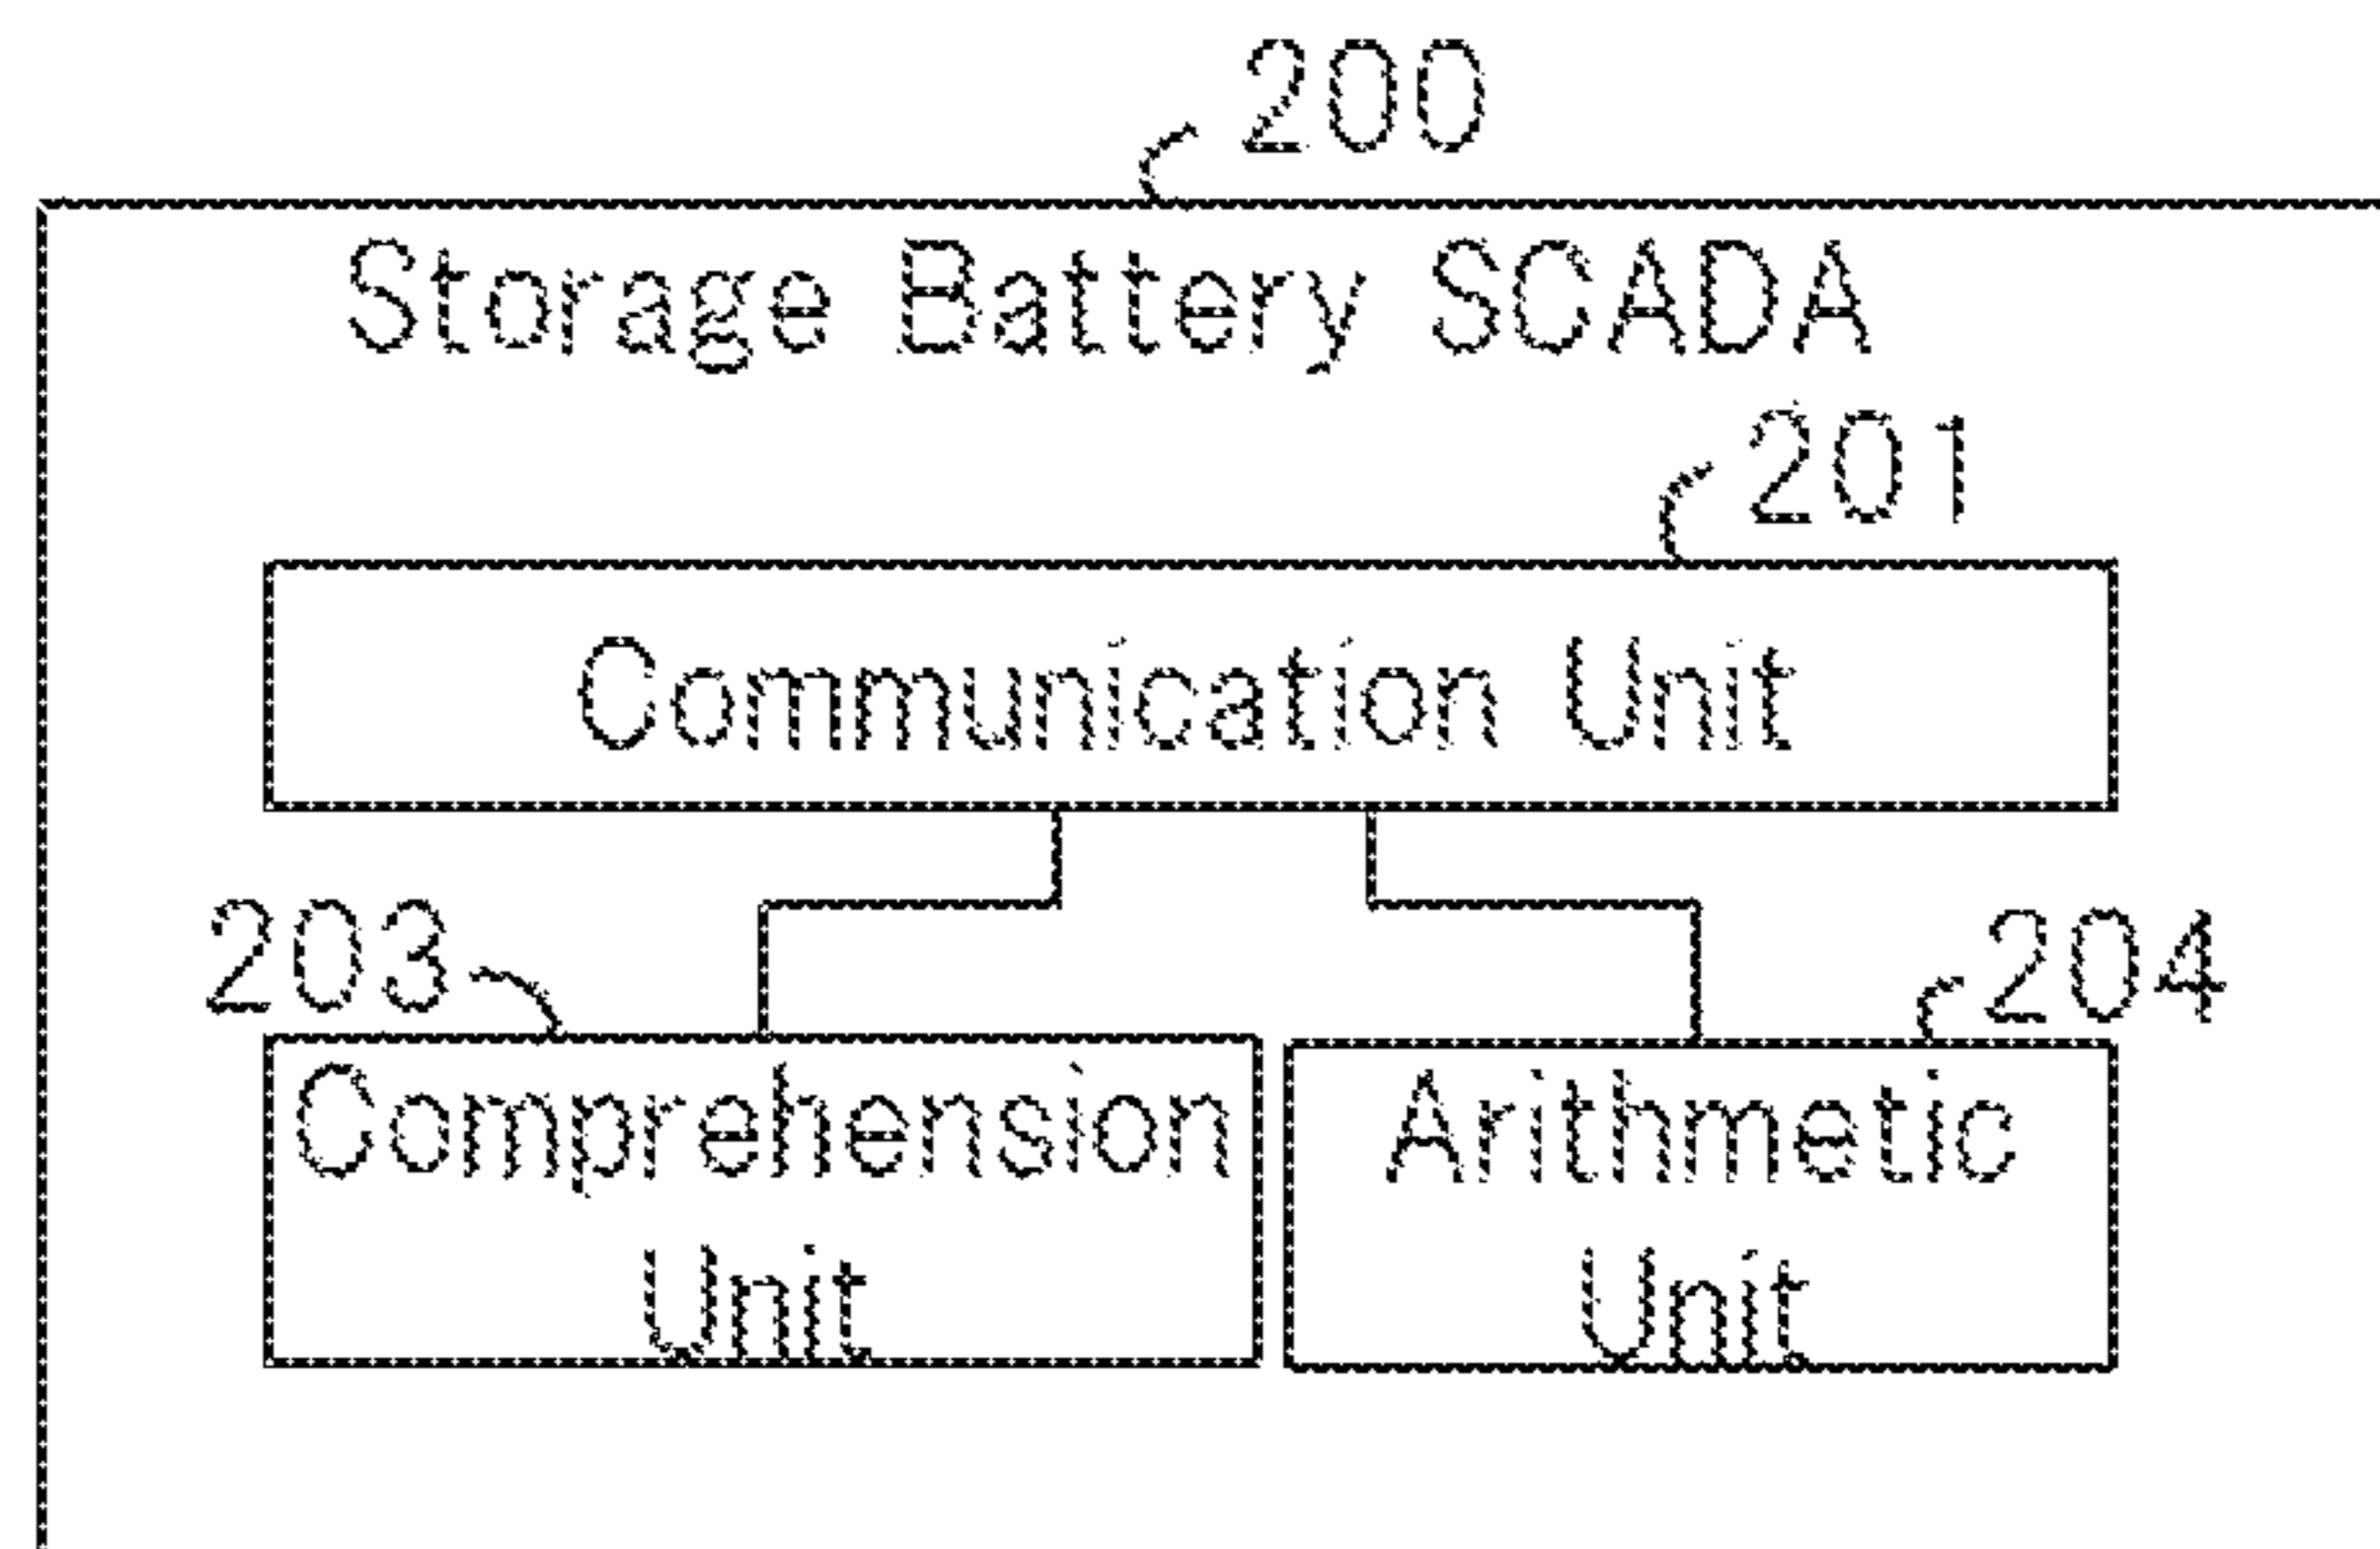 200
Storage Battery SCADA
201
Communication Unit
203
204
Comprehension
Unit
Arithmetic
Unit